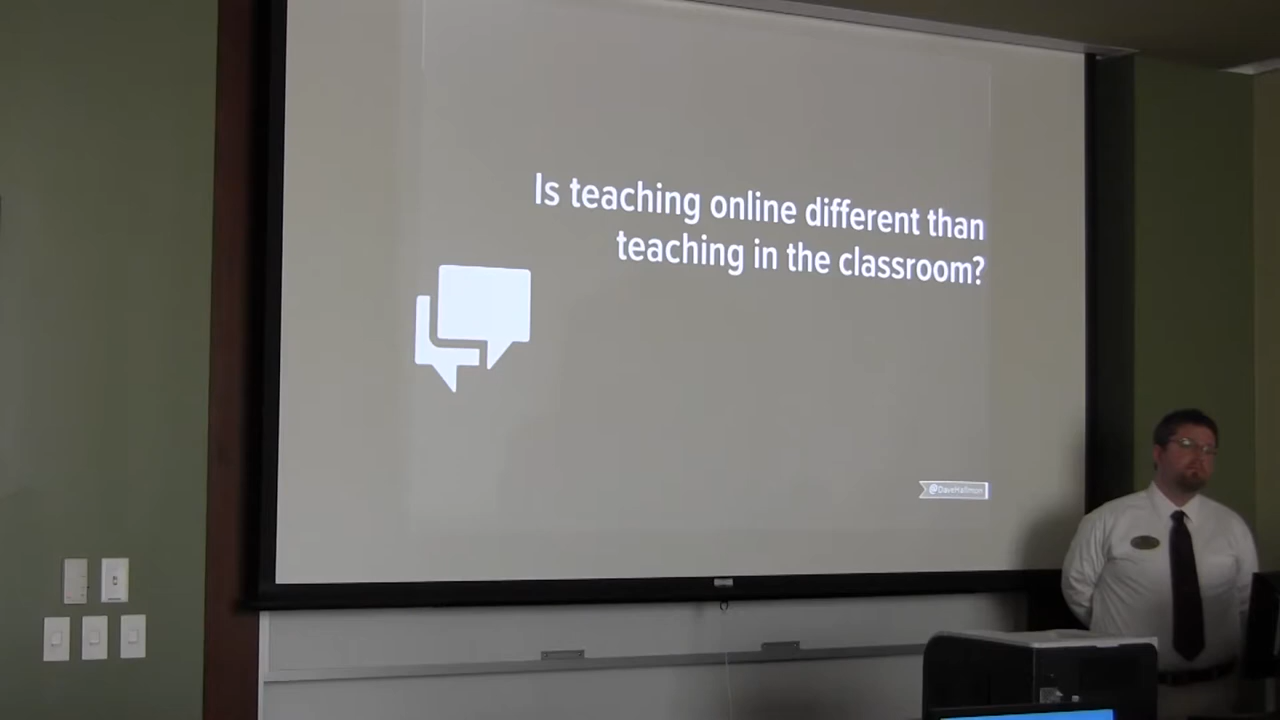 Is teaching online different than
teaching in the classroom?
@DaveHallmon